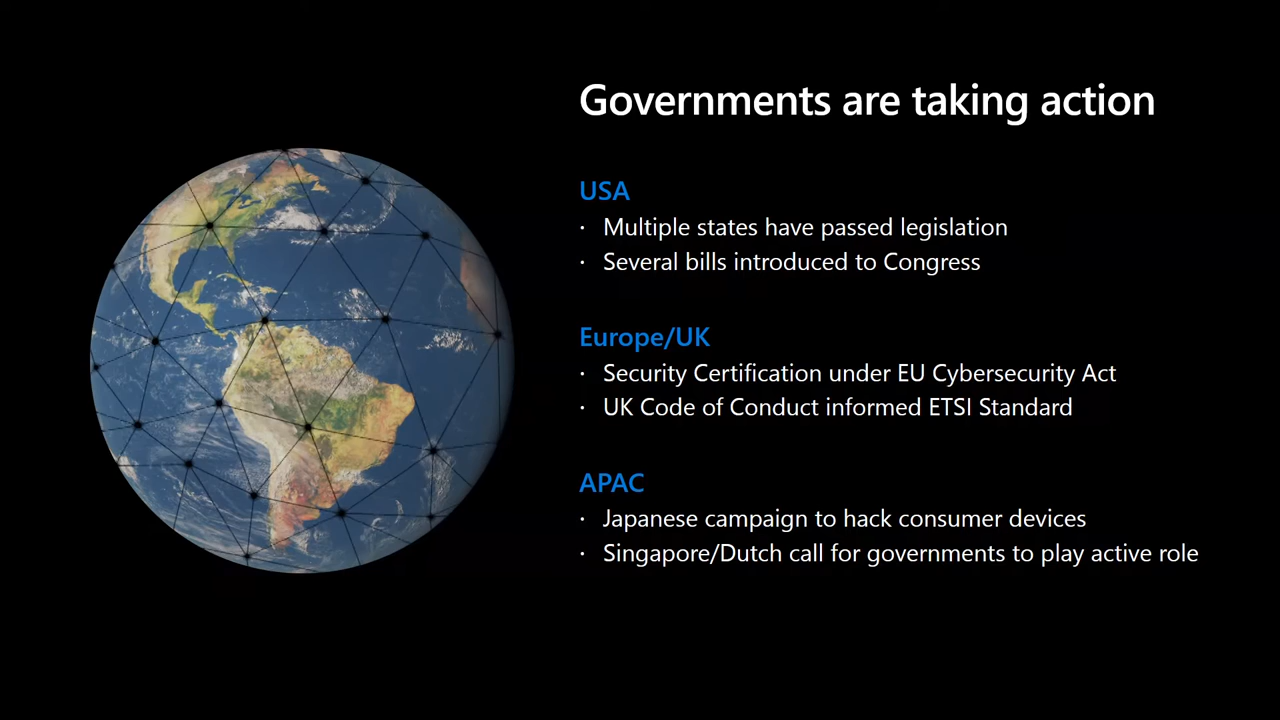 Governments are taking action
USA
· Multiple states have passed legislation
· Several bills introduced to Congress
Europe/UK
· Security Certification under EU Cybersecurity Act
· UK Code of Conduct informed ETSI Standard
APAC
· Japanese campaign to hack consumer devices
· Singapore/Dutch call for governments to play active role